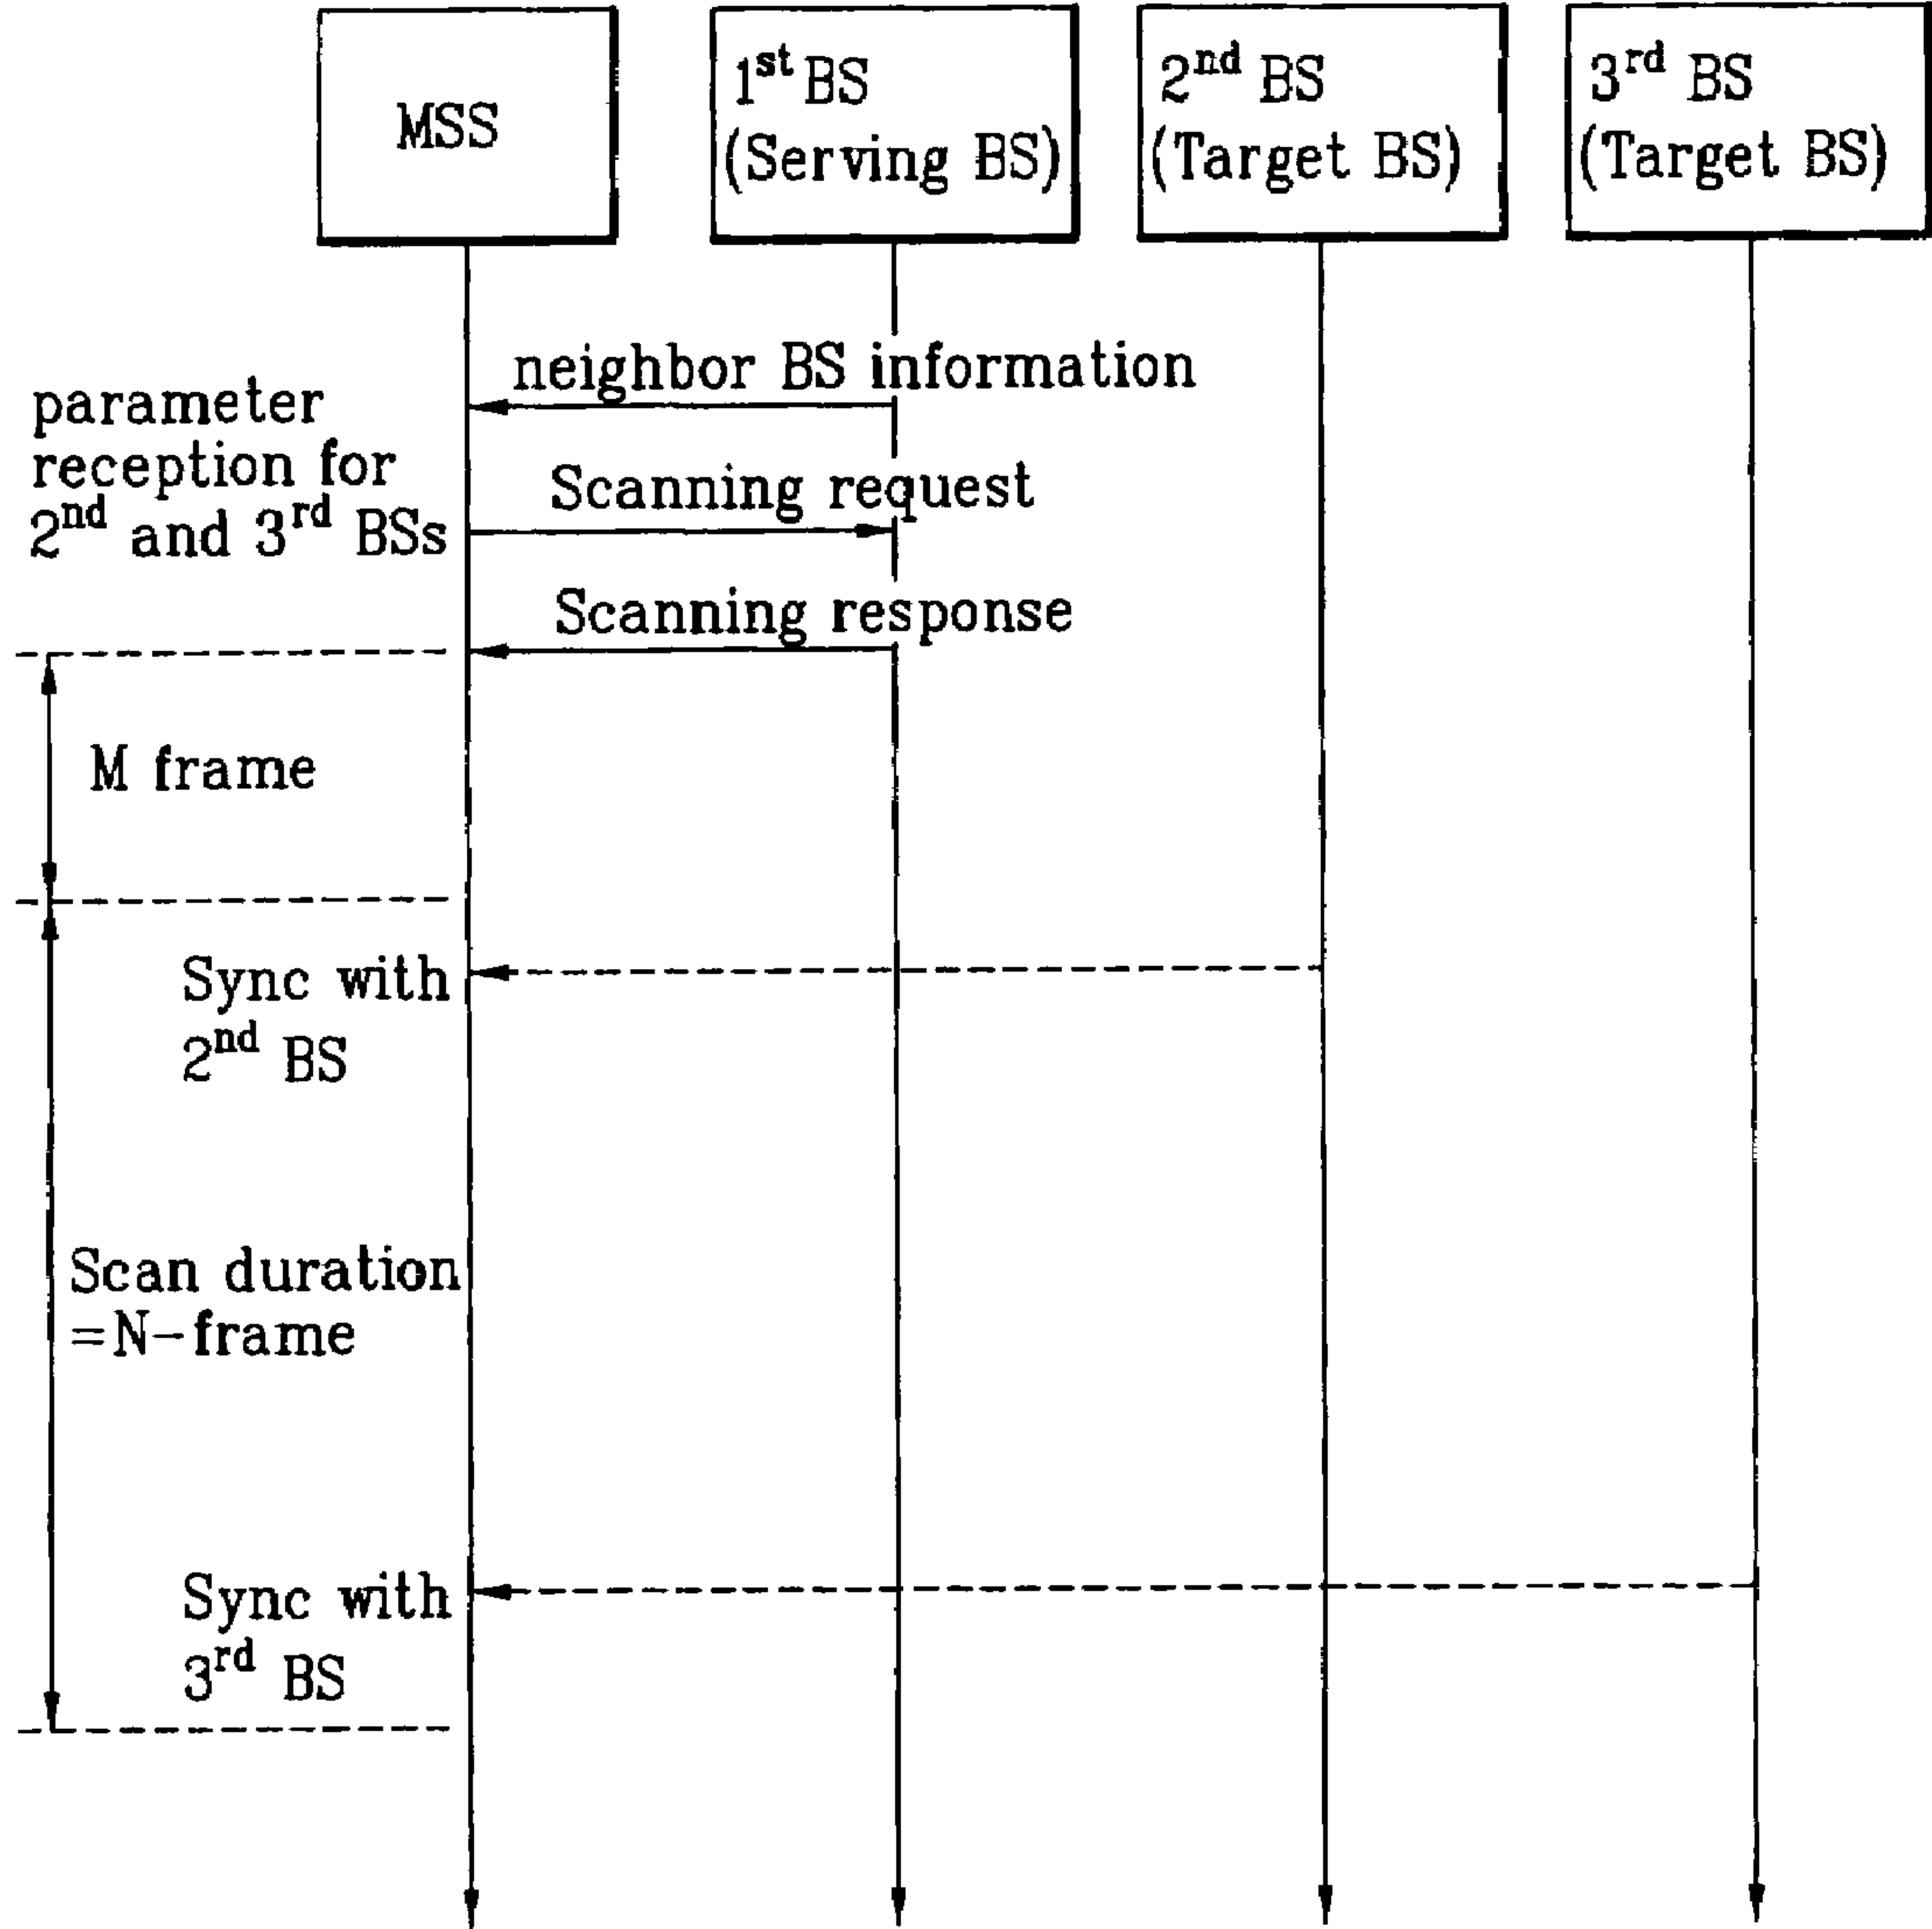 MSS
1st BS
(Serving BS)
2nd BS
(Target BS)
3rd BS
(Target BS)
neighbor BS information
parameter
reception for
2nd and 3rd BSs
Scanning request
Scanning response
M frame
Sync with
2nd BS
Scan duration
=N-frame
Sync with
3rd BS